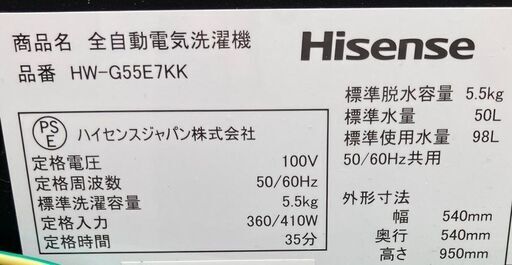 商品名 全自動電気洗濯機
品番 HW-G55E7KK
Hisense
PS
E
ハイセンスジャパン株式会社
定格電圧 100V
定格周波数 50/60Hz
標準洗濯容量 5.5kg
定格入力 360/410W
定格時間 35分
標準脱水容量 5.5kg
標準水量 50L
標準使用水量 98L
50/60Hz共用
外形寸法
幅 540mm
奥行 540mm
高さ 950mm